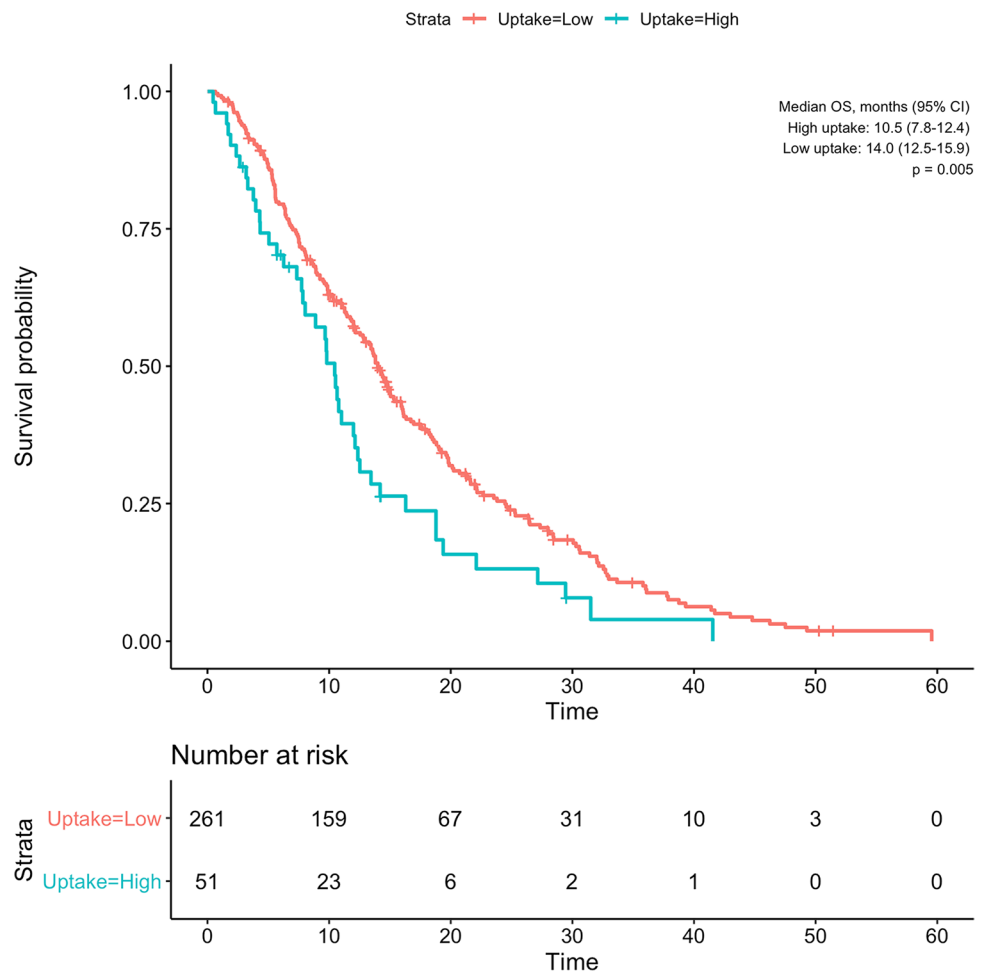 Strata Uptake=Low Uptake=High
Median OS, months (95% CI)
High uptake: 10.5 (7.8-12.4)
Low uptake: 14.0 (12.5-15.9)
p = 0.005
Survival probability
1.00
0.75
0.50
0.25
0.00
0 10 20 30 40 50 60
Time
Number at risk
Strata
Uptake=Low 261 159 67 31 10 3 0
Uptake=High 51 23 6 2 1 0 0
0 10 20 30 40 50 60
Time